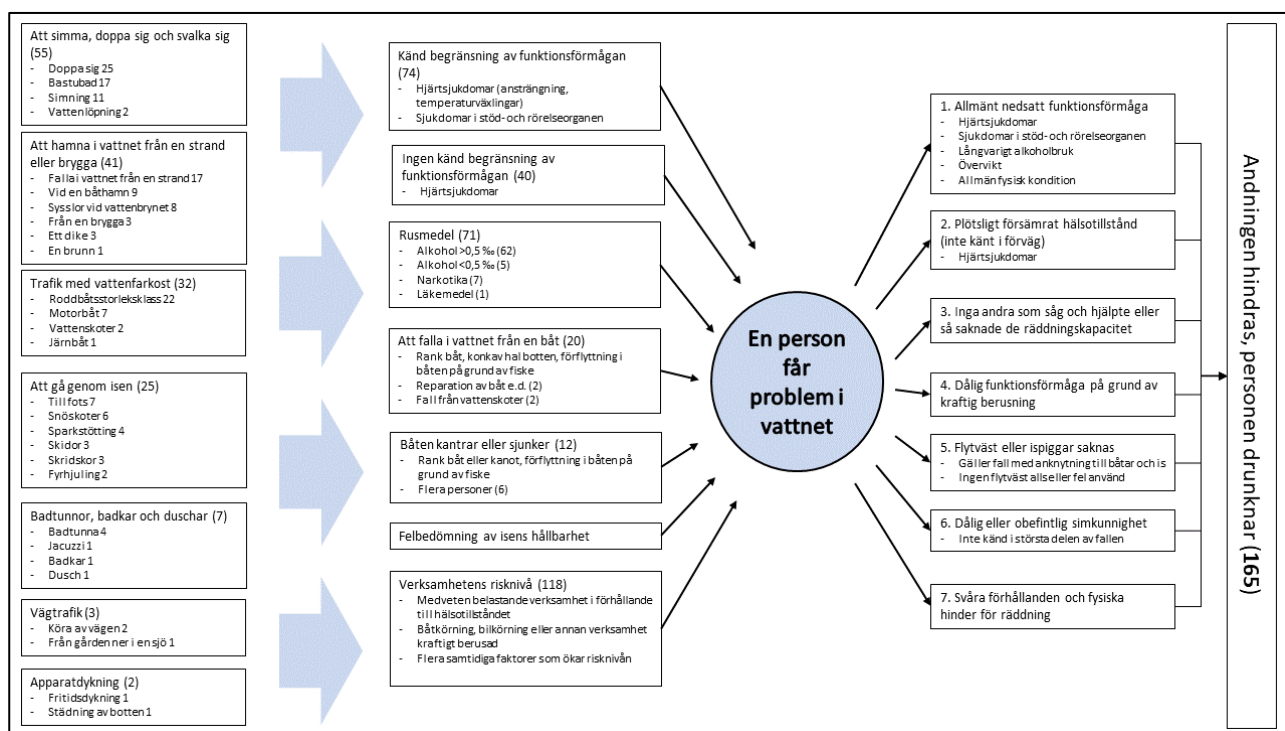 Att simma, doppa sig och svalka sig
(55)
- Doppa sig 25
- Bastubad 17
- Simning 11
- Vattenlöpning 2
Att hamna i vattnet från en strand
eller brygga (41)
- Falla i vattnet från en strand 17
- Vid en båthamn 9
- Sysslor vid vattenbrynet 8
- Från en brygga 3
- Ett dike 3
- En brunn 1
Trafik med vattenfarkost (32)
- Roddbåtsstorleksklass 22
- Motorbåt 7
- Vattenskoter 2
- Järnbåt 1
Att gå genom isen (25)
- Till fots 7
- Snöskoter 6
- Sparkstötting 4
- Skidor 3
- Skridskor 3
- Fyrhjuling 2
Badtunnor, badkar och duschar (7)
- Badtunna 4
- Jacuzzi 1
- Badkar 1
- Dusch 1
Vägtrafik (3)
- Köra av vägen 2
- Från gården ner i en sjö 1
Apparatdykning (2)
- Fritidsdykning 1
- Städning av botten 1
Känd begränsning av funktionsförmågan
(74)
- Hjärtsjukdomar (ansträngning,
temperaturväxlingar)
- Sjukdomar i stöd- och rörelseorganen
Ingen känd begränsning av
funktionsförmågan (40)
- Hjärtsjukdomar
Rusmedel (71)
- Alkohol >0,5 ‰ (62)
- Alkohol <0,5 ‰ (5)
- Narkotika (7)
- Läkemedel (1)
Att falla i vattnet från en båt (20)
- Rank båt, konkav hal botten, förflyttning i
båten på grund av fiske
- Reparation av båt e.d. (2)
- Fall från vattenskoter (2)
Båten kantrar eller sjunker (12)
- Rank båt eller kanot, förflyttning i båten på
grund av fiske
- Flera personer (6)
Felbedömning av isens hållbarhet
Verksamhetens risknivå (118)
- Medveten belastande verksamhet i förhållande
till hälsotillståndet
- Båtkörning, bilkörning eller annan verksamhet
kraftigt berusad
- Flera samtidiga faktorer som ökar risknivån
En person
får
problem i
vattnet
1. Allmänt nedsatt funktionsförmåga
- Hjärtsjukdomar
- Sjukdomar i stöd- och rörelseorganen
- Långvarigt alkoholbruk
- Övervikt
- Allmän fysisk kondition
2. Plötsligt försämrat hälsotillstånd
(inte känt i förväg)
- Hjärtsjukdomar
3. Inga andra som såg och hjälpte eller
så saknade de räddningskapacitet
4. Dålig funktionsförmåga på grund av
kraftig berusning
5. Flytväst eller ispiggar saknas
- Gäller fall med anknytning till båtar och is
- Ingen flytväst alls eller fel använd
6. Dålig eller obefintlig simkunnighet
- Inte känd i största delen av fallen
7. Svåra förhållanden och fysiska
hinder för räddning
Andningen hindras, personen drunknar (165)